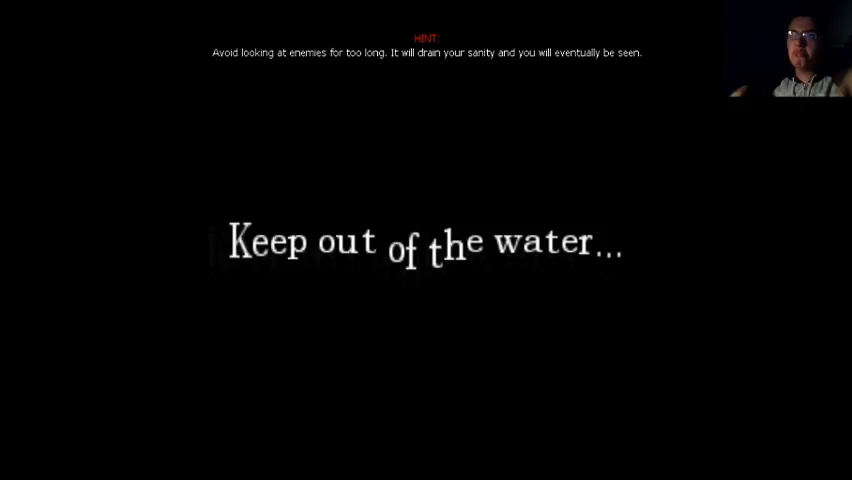 HINT:
Avoid looking at enemies for too long. It will drain your sanity and you will eventually be seen.
Keep out of the water...